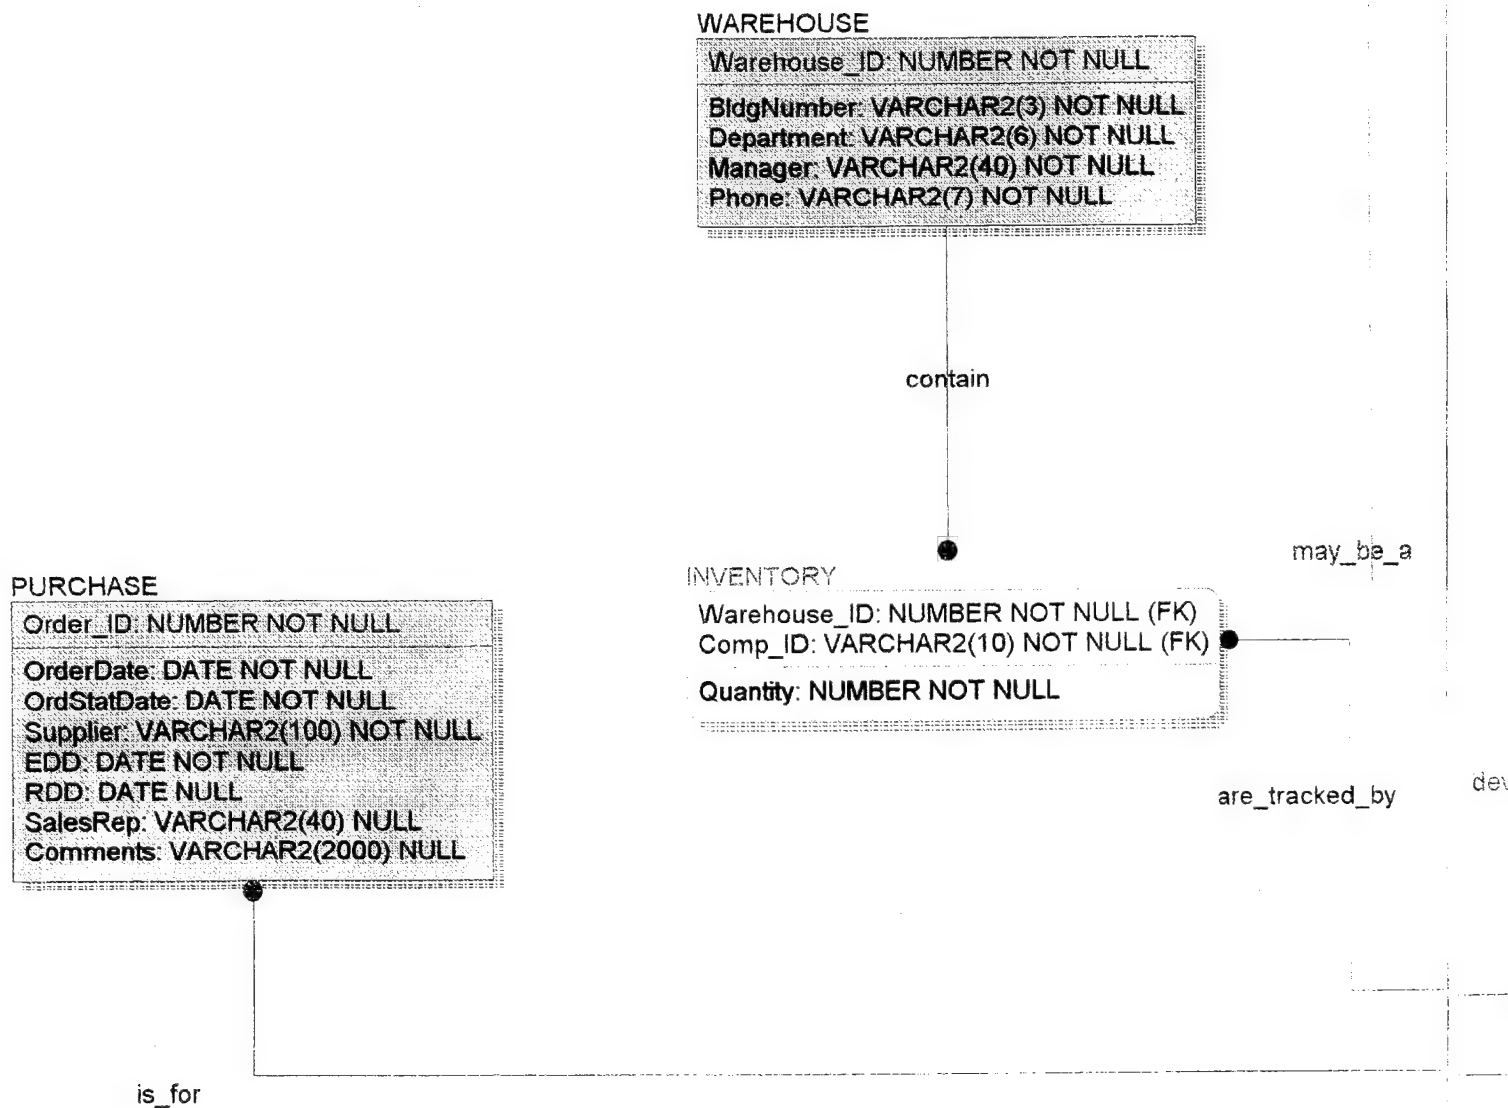 WAREHOUSE
Warehouse_ID: NUMBER NOT NULL
BldgNumber: VARCHAR2(3) NOT NULL
Department: VARCHAR2(6) NOT NULL
Manager: VARCHAR2(40) NOT NULL
Phone: VARCHAR2(7) NOT NULL
contain
may_be_a
INVENTORY
Warehouse_ID: NUMBER NOT NULL (FK)
Comp_ID: VARCHAR2(10) NOT NULL (FK)
Quantity: NUMBER NOT NULL
PURCHASE
Order_ID: NUMBER NOT NULL
OrderDate: DATE NOT NULL
OrdStatDate: DATE NOT NULL
Supplier: VARCHAR2(100) NOT NULL
EDD: DATE NOT NULL
RDD: DATE NULL
SalesRep: VARCHAR2(40) NULL
Comments: VARCHAR2(2000) NULL
are_tracked_by
is_for